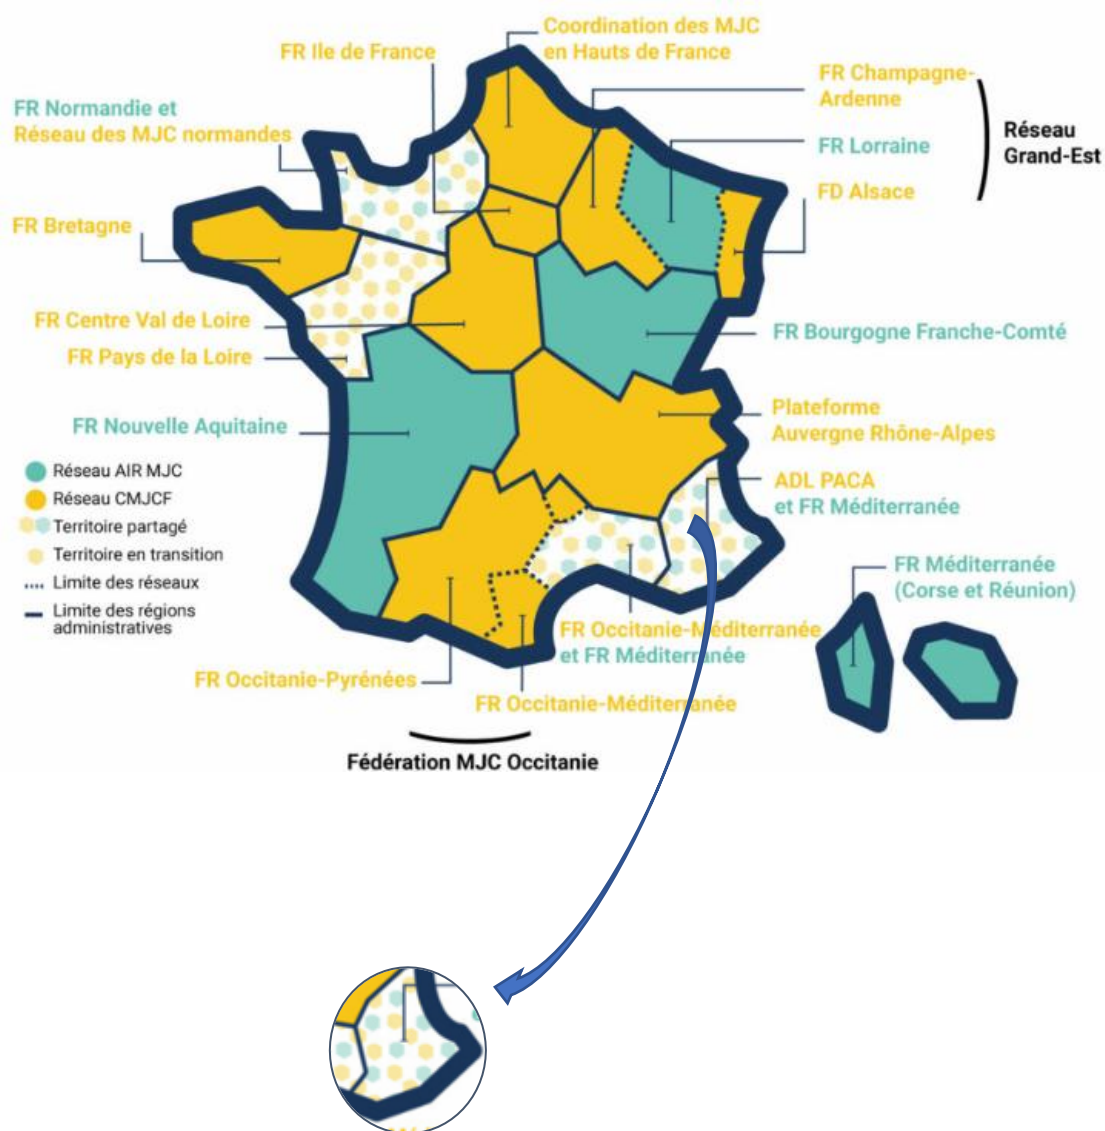 Coordination des MJC
en Hauts de France
FR Ile de France
FR Champagne-
Ardenne
FR Normandie et
Réseau des MJC normandes
Réseau
Grand-Est
FR Lorraine
FD Alsace
FR Bretagne
FR Centre Val de Loire
FR Bourgogne Franche-Comté
FR Pays de la Loire
Plateforme
Auvergne Rhône-Alpes
FR Nouvelle Aquitaine
Réseau AIR MJC
Réseau CMJCF
Territoire partagé
Territoire en transition
Limite des réseaux
Limite des régions
administratives
ADL PACA
et FR Méditerranée
FR Méditerranée
(Corse et Réunion)
FR Occitanie-Méditerranée
et FR Méditerranée
FR Occitanie-Pyrénées
FR Occitanie-Méditerranée
Fédération MJC Occitanie